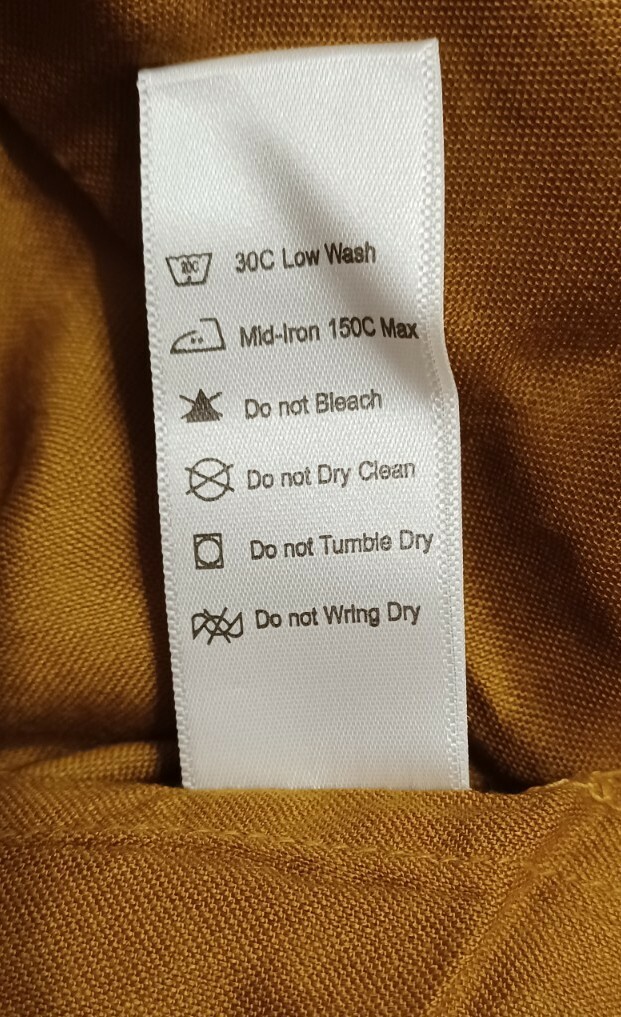 30C
30C Low Wash
Mid-Iron 150C Max
Do not Bleach
Do not Dry Clean
Do not Tumble Dry
Do not Wring Dry